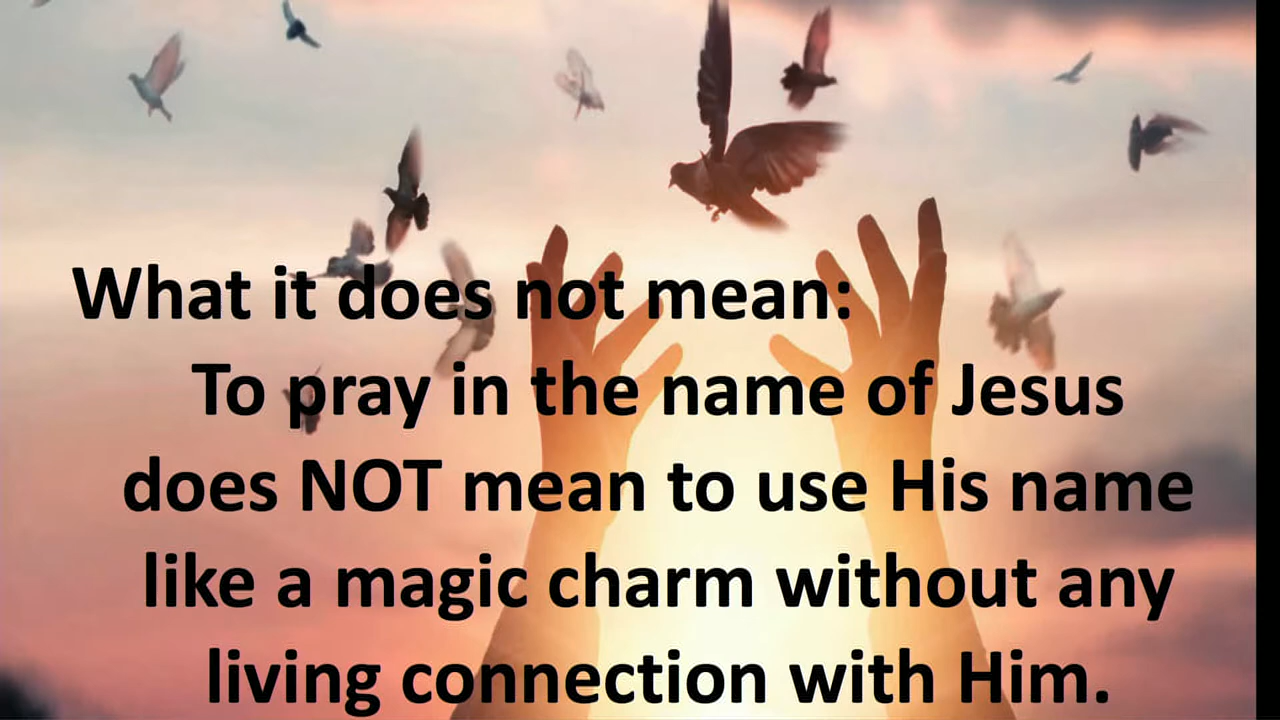 What it does not mean:
To pray in the name of Jesus
does NOT mean to use His name
like a magic charm without any
living connection with Him.